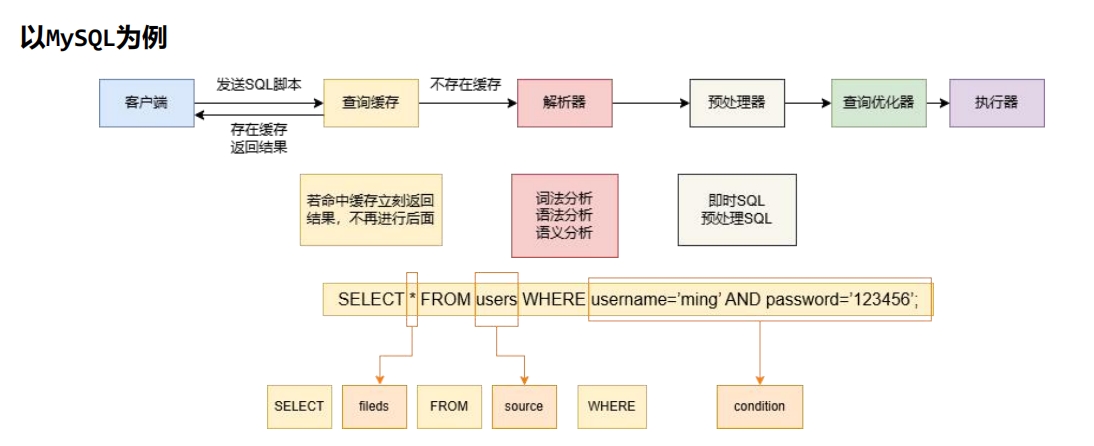 以MySQL为例
发送SQL脚本
不存在缓存
客户端
查询缓存
解析器
预处理器
查询优化器
执行器
存在缓存
返回结果
若命中缓存立刻返回
结果，不再进行后面
词法分析
语法分析
语义分析
即时SQL
预处理SQL
SELECT * FROM users WHERE username=’ming’ AND password=’123456’;
SELECT
fileds
FROM
source
WHERE
condition